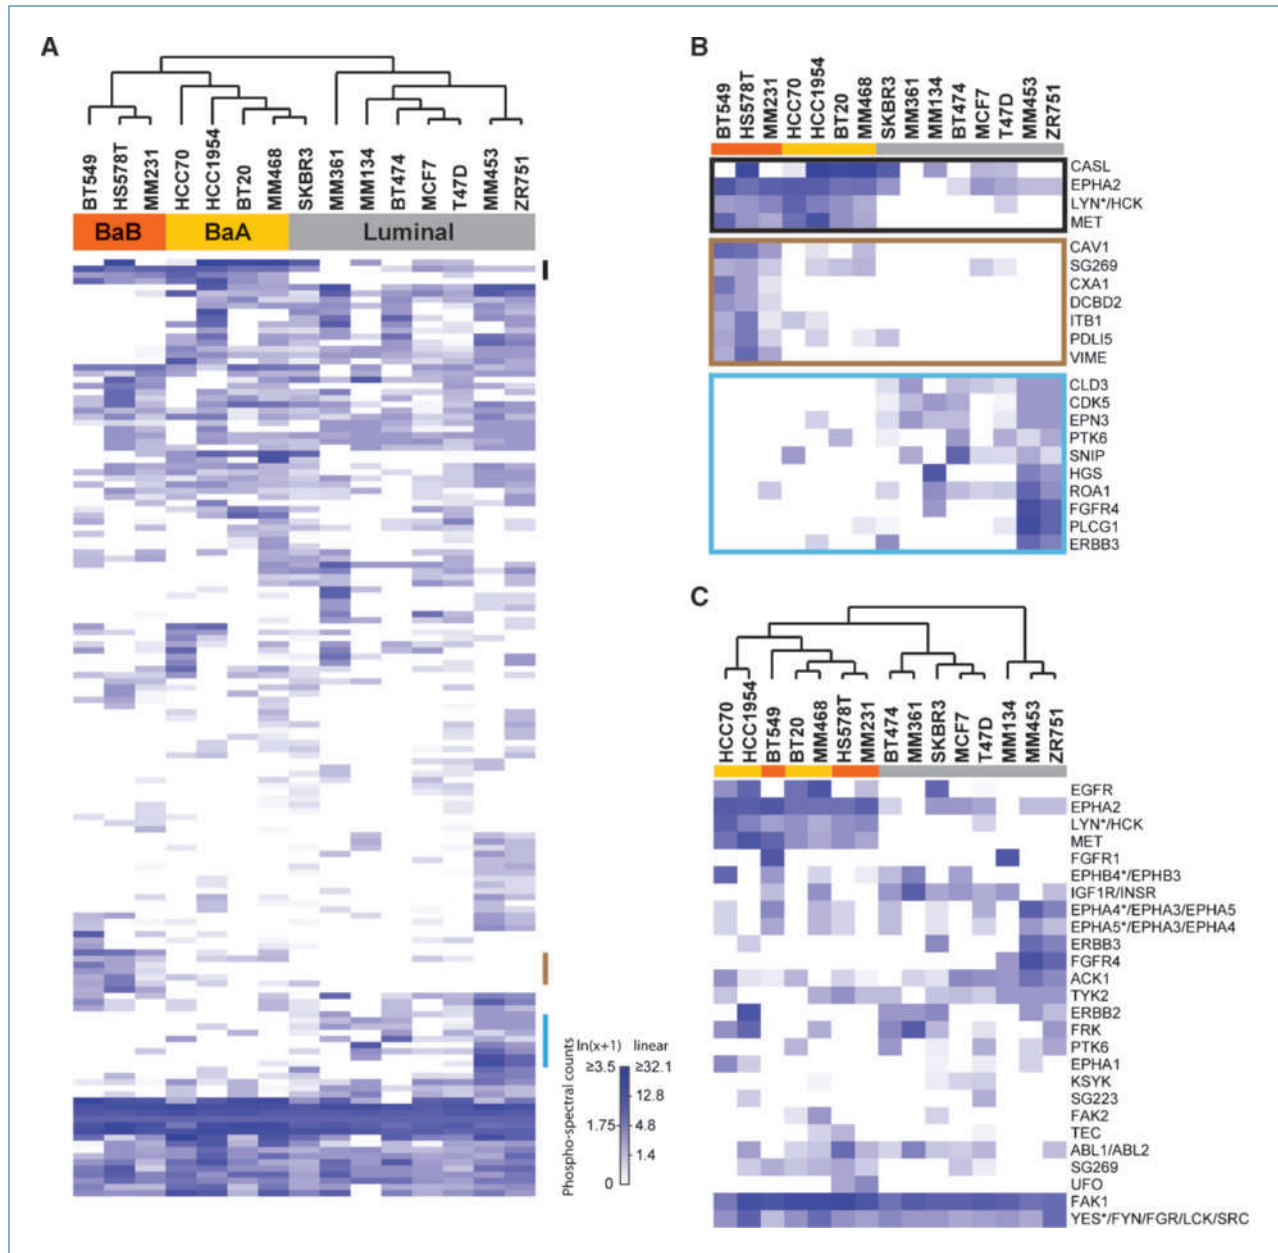 A
BT549
HS578T
MM231
HCC70
HCC1954
BT20
MM468
SKBR3
MM361
MM134
BT474
MCF7
T47D
MM453
ZR751
BaB
BaA
Luminal
Phospho-spectral counts
ln(x+1) linear
≥3.5 ≥32.1
12.8
1.75 4.8
1.4
0
B
BT549
HS578T
MM231
HCC70
HCC1954
BT20
MM468
SKBR3
MM361
MM134
BT474
MCF7
T47D
MM453
ZR751
CASL
EPHA2
LYN*/HCK
MET
CAV1
SG269
CXA1
DCBD2
ITB1
PDLI5
VIME
CLD3
CDK5
EPN3
PTK6
SNIP
HGS
ROA1
FGFR4
PLCG1
ERBB3
C
HCC70
HCC1954
BT549
BT20
MM468
HS578T
MM231
BT474
MM361
SKBR3
MCF7
T47D
MM134
MM453
ZR751
EGFR
EPHA2
LYN*/HCK
MET
FGFR1
EPHB4*/EPHB3
IGF1R/INSR
EPHA4*/EPHA3/EPHA5
EPHA5*/EPHA3/EPHA4
ERBB3
FGFR4
ACK1
TYK2
ERBB2
FRK
PTK6
EPHA1
KSYK
SG223
FAK2
TEC
ABL1/ABL2
SG269
UFO
FAK1
YES*/FYN/FGR/LCK/SRC